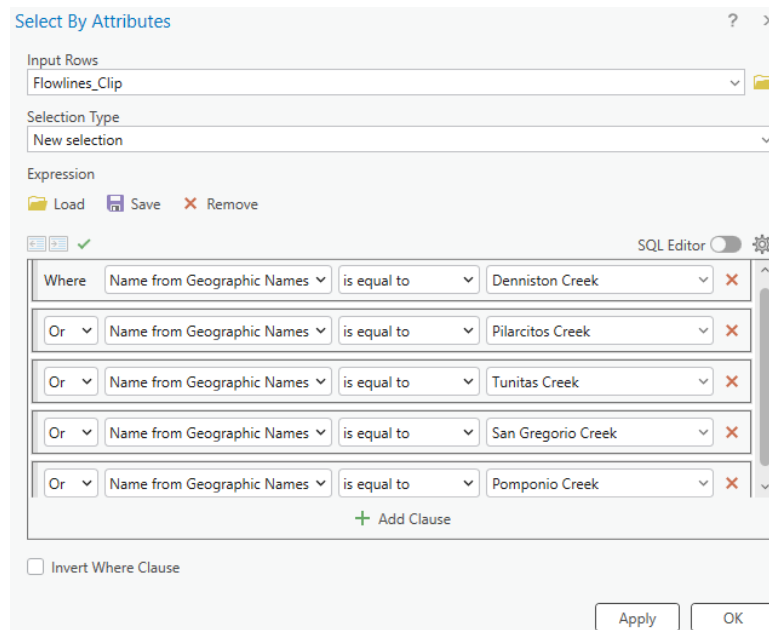 Select By Attributes ?
Input Rows
Flowlines_Clip
Selection Type
New selection
Expression
Load Save Remove
SQL Editor
Where Name from Geographic Names is equal to Denniston Creek
Or Name from Geographic Names is equal to Pilarcitos Creek
Or Name from Geographic Names is equal to Tunitas Creek
Or Name from Geographic Names is equal to San Gregorio Creek
Or Name from Geographic Names is equal to Pomponio Creek
+ Add Clause
Invert Where Clause
Apply OK